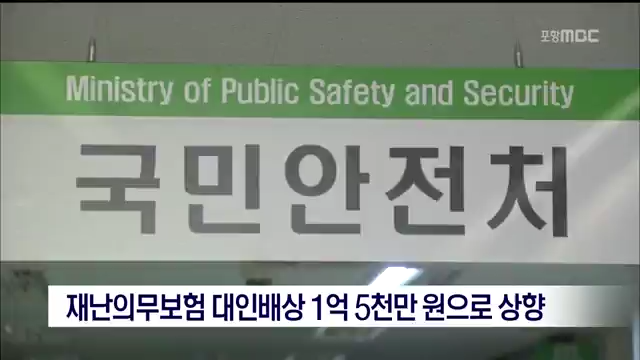 포항MBC
Ministry of Public Safety and Security
국민안전처
재난의무보험 대인배상 1억 5천만 원으로 상향